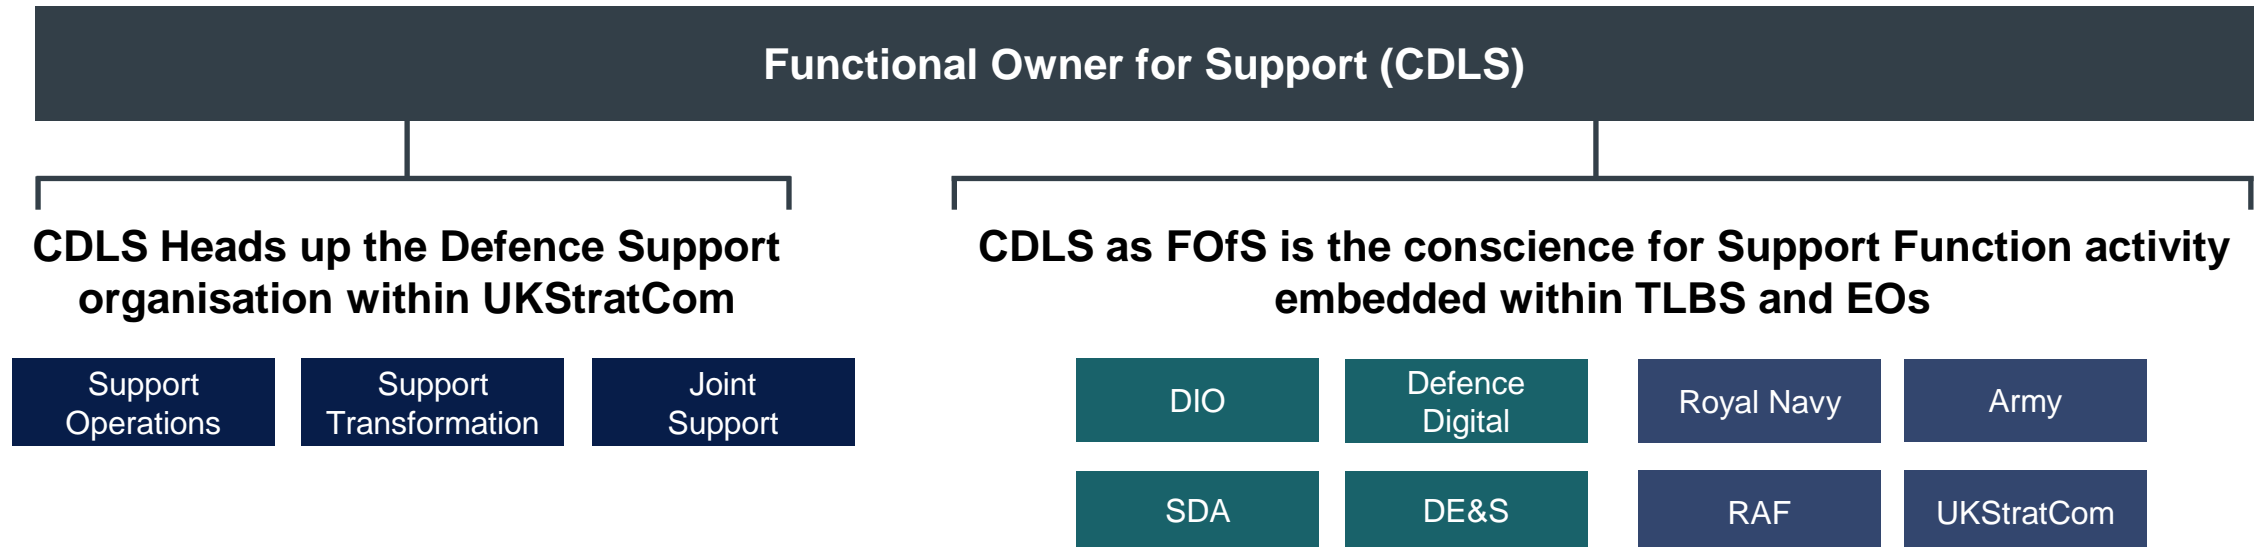 Functional Owner for Support (CDLS)
CDLS Heads up the Defence Support
organisation within UKStratCom
CDLS as FOfS is the conscience for Support Function activity
embedded within TLBS and EOs
Support
Operations
Support
Transformation
Joint
Support
DIO
Defence
Digital
Royal Navy
Army
SDA
DE&S
RAF
UKStratCom